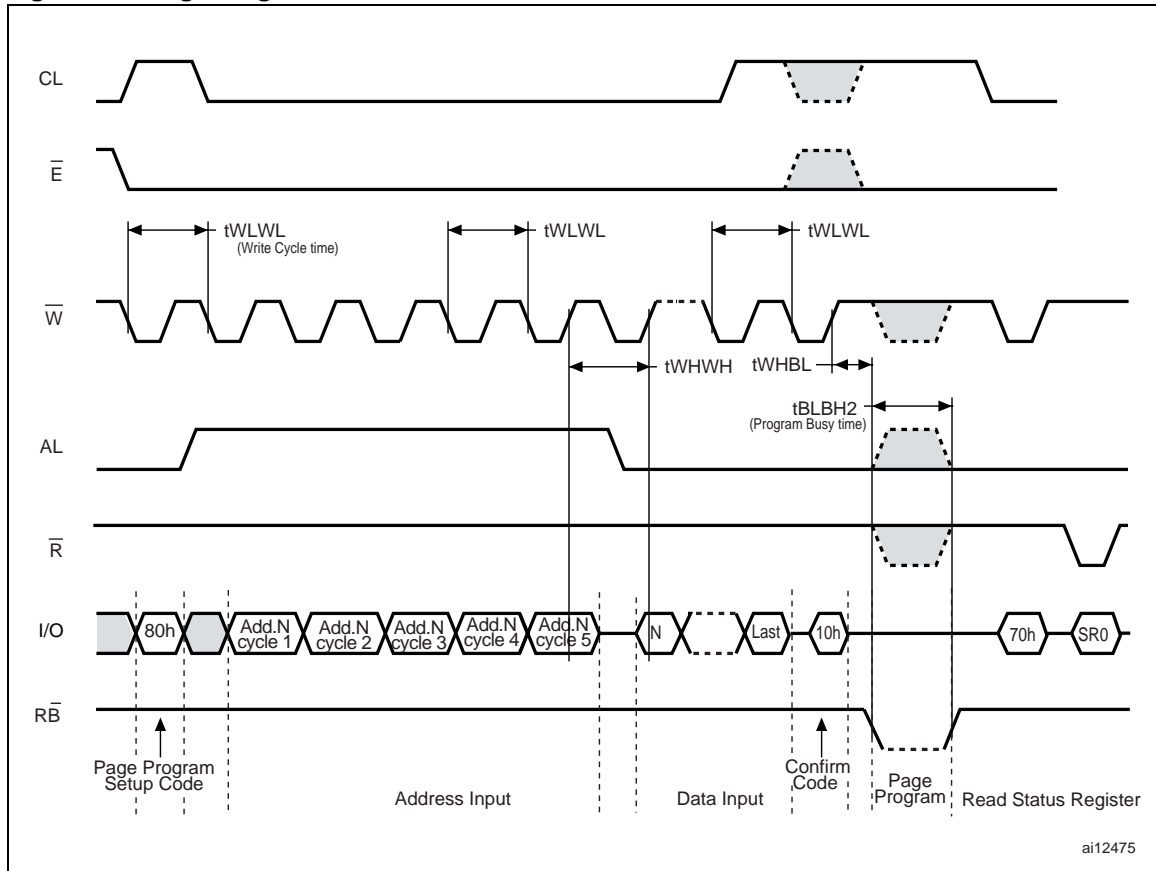 CL
E
tWLWL
(Write Cycle time)
tWLWL
tWLWL
W
tWHWH
tWHBL
tBLBH2
(Program Busy time)
AL
R
I/O
80h
Add.N
cycle 1
Add.N
cycle 2
Add.N
cycle 3
Add.N
cycle 4
Add.N
cycle 5
N
Last
10h
70h
SR0
RB
Page Program
Setup Code
Address Input
Data Input
Confirm
Code
Page
Program
Read Status Register
ai12475